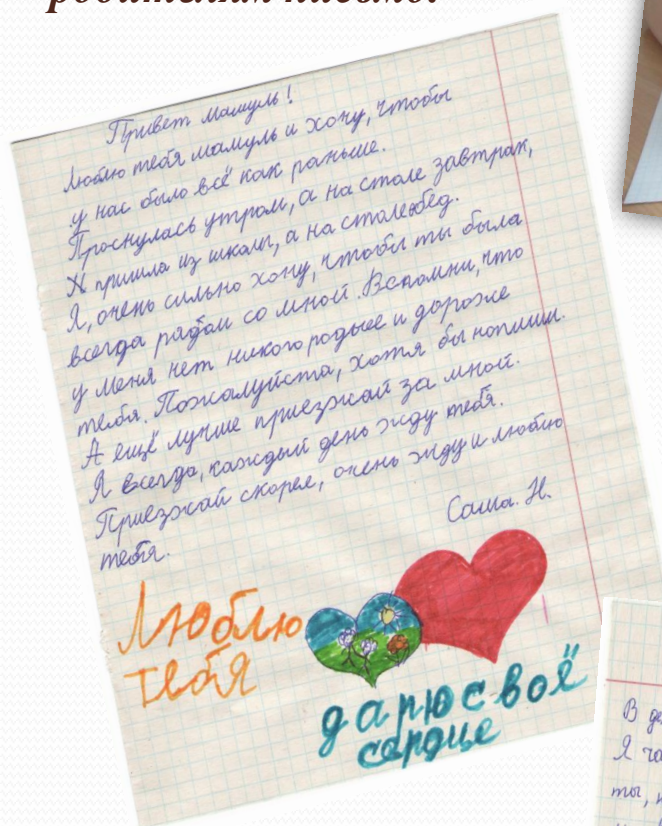 родителям письмо.
Привет мамуль!
Люблю тебя мамуль и хочу, чтобы
у нас было всё как раньше.
Проснулась утром, а на столе завтрак,
Я пришла из школы, а на столе обед.
Я, очень сильно хочу, чтобы ты была
всегда рядом со мной. Вспомни, что
у меня нет никого роднее и дороже
тебя. Пожалуйста, хотя бы напиши.
А ещё лучше приезжай за мной.
Я всегда, каждый день жду тебя.
Приезжай скорее, очень жду и люблю
тебя.
Саша. Н.
Люблю
тебя
дарю своё
сердце
Я
ты,